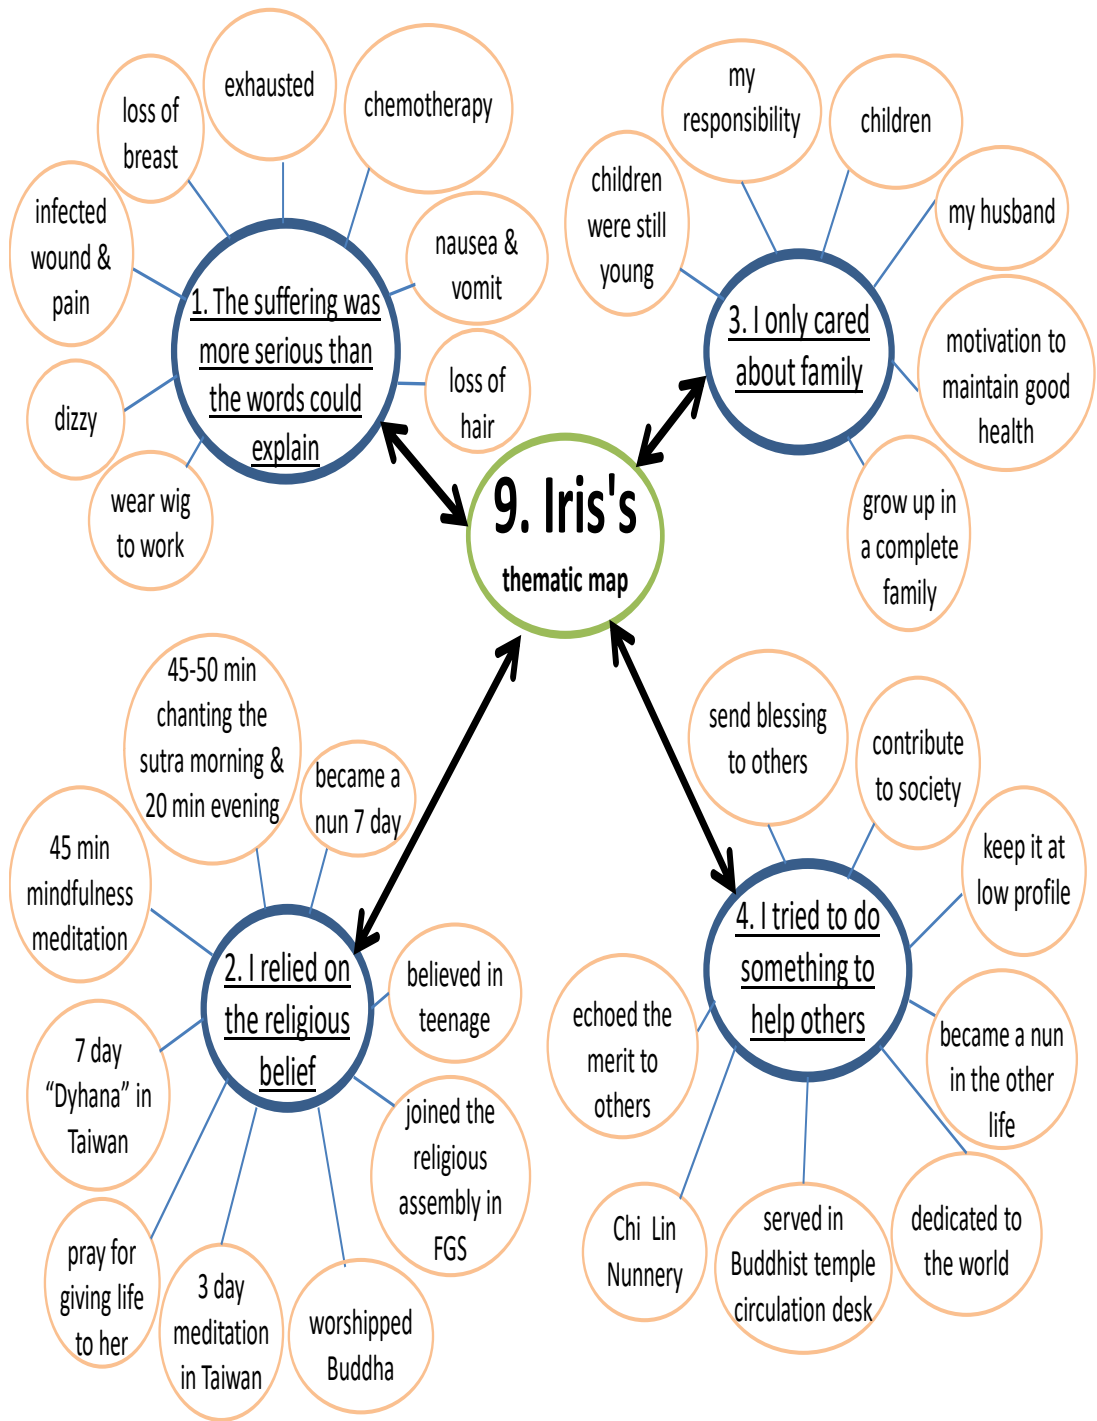 9. Iris's
thematic map
1. The suffering was
more serious than
the words could
explain
infected
wound &
pain
loss of
breast
exhausted
chemotherapy
nausea &
vomit
loss of
hair
dizzy
wear wig
to work
3. I only cared
about family
children
were still
young
my
responsibility
children
my husband
motivation to
maintain good
health
grow up in
a complete
family
2. I relied on
the religious
belief
45-50 min
chanting the
sutra morning &
20 min evening
became a
nun 7 day
45 min
mindfulness
meditation
believed in
teenage
7 day
“Dyhana” in
Taiwan
joined the
religious
assembly in
FGS
pray for
giving life
to her
3 day
meditation
in Taiwan
worshipped
Buddha
4. I tried to do
something to
help others
send blessing
to others
contribute
to society
keep it at
low profile
echoed the
merit to
others
became a nun
in the other
life
Chi Lin
Nunnery
served in
Buddhist temple
circulation desk
dedicated to
the world